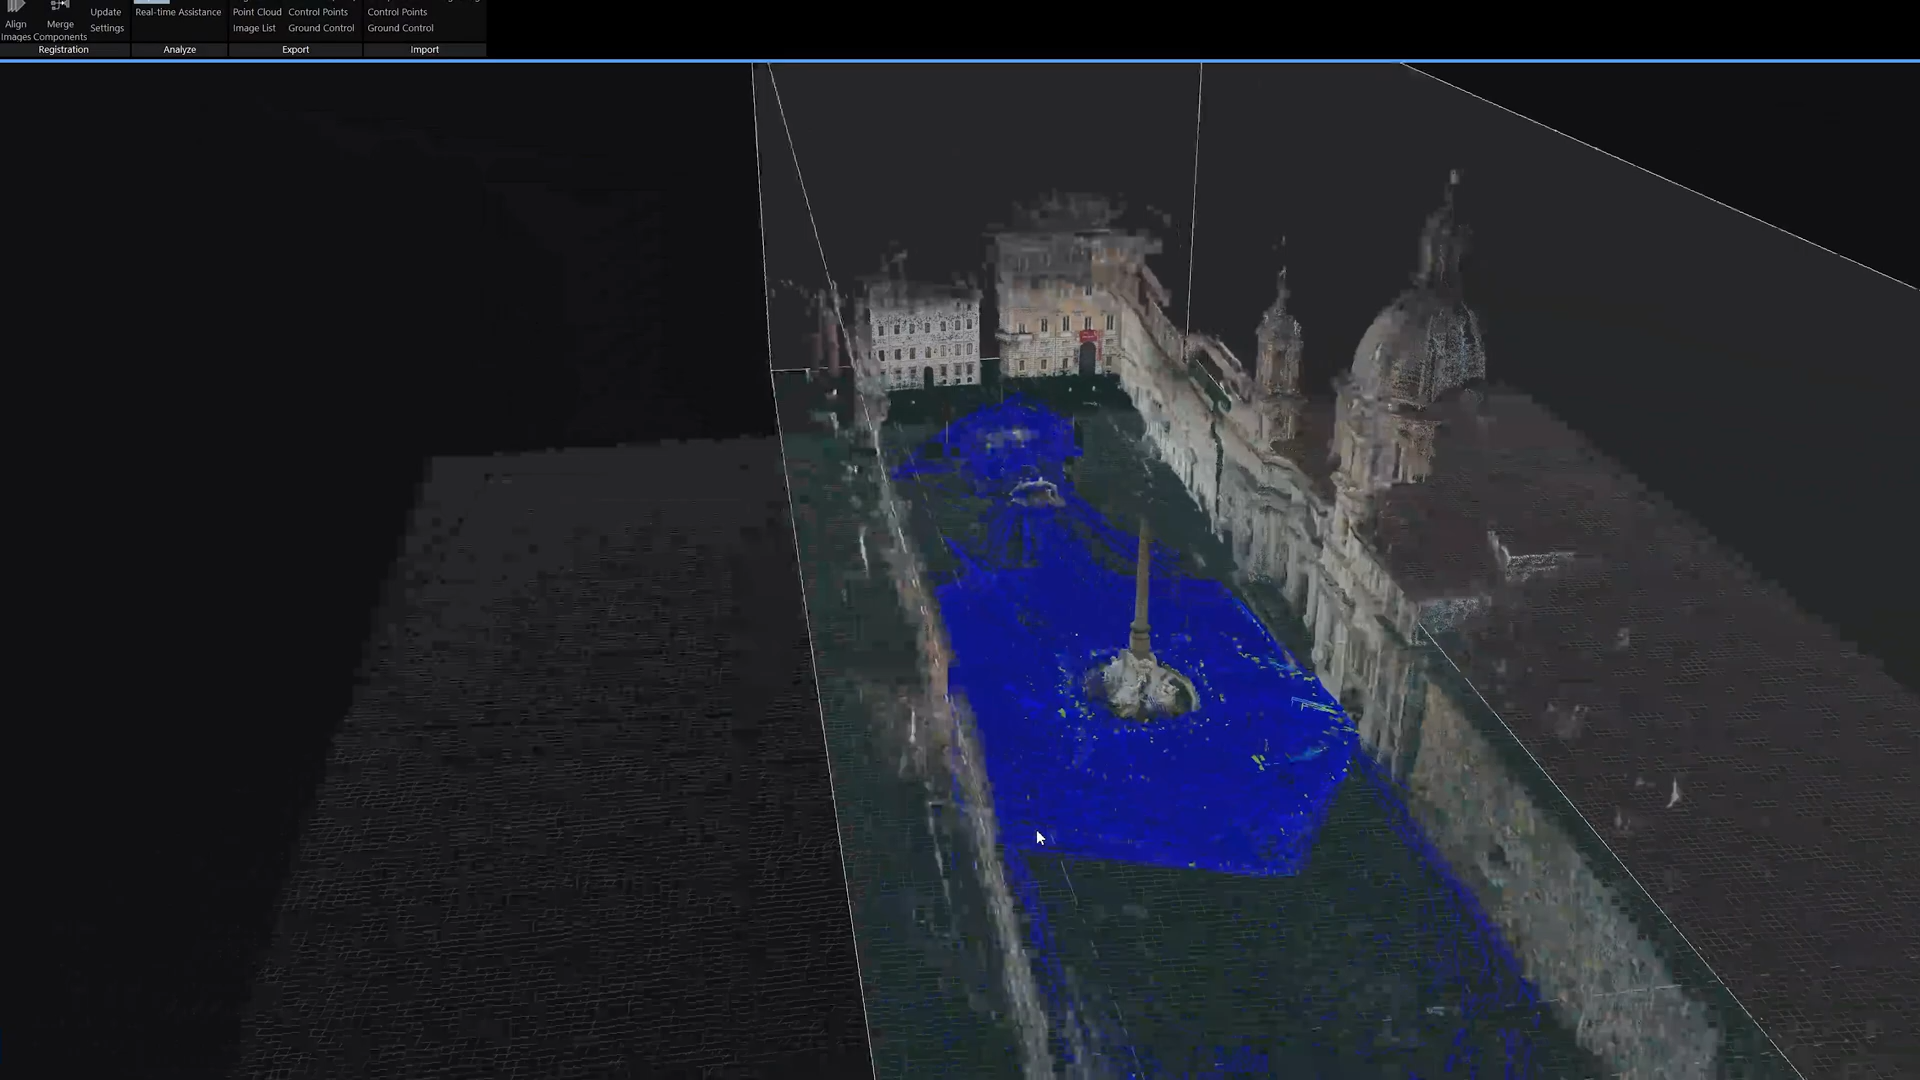 Align
Images
Merge
Components
Update
Settings
Registration
Real-time Assistance
Analyze
Point Cloud
Control Points
Image List
Ground Control
Export
Control Points
Ground Control
Import